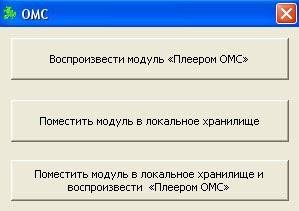 ОМС
Воспроизвести модуль «Плеером ОМС»
Поместить модуль в локальное хранилище
Поместить модуль в локальное хранилище и
воспроизвести «Плеером ОМС»